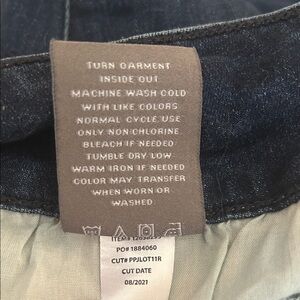 TURN GARMENT
INSIDE OUT
MACHINE WASH COLD
WITH LIKE COLORS
NORMAL CYCLE USE
ONLY NON CHLORINE
BLEACH IF NEEDED
TUMBLE DRY LOW
WARM IRON IF NEEDED
COLOR MAY TRANSFER
WHEN WORN OR
WASHED
ITEM#
PO# 1884060
CUT# PPJLOT11R
CUT DATE
08/2021